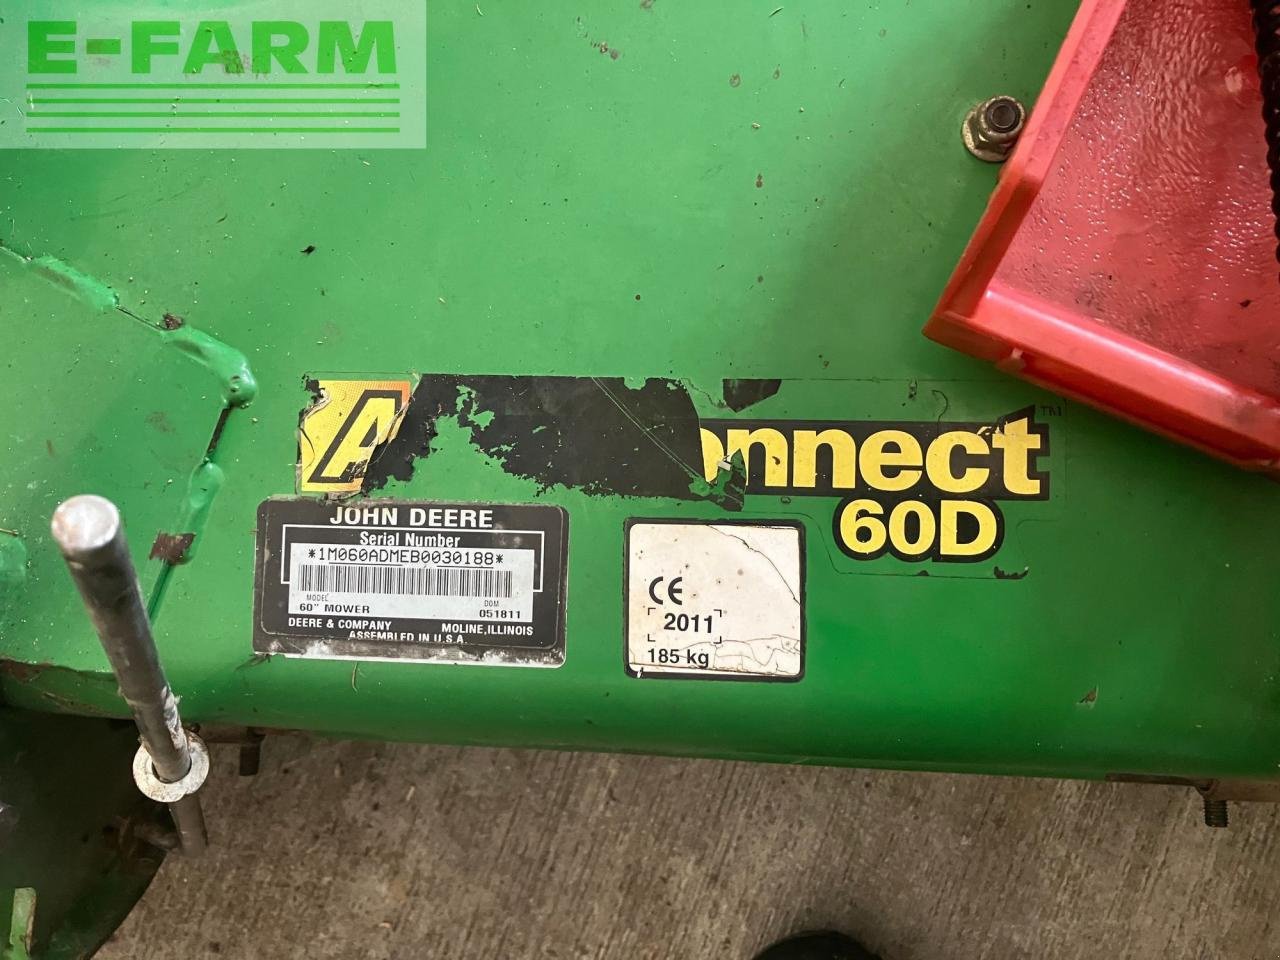 E-FARM
A
onnect™
60D
JOHN DEERE
Serial Number
*1M060ADMEB0030188*
MODEL
DOM
60" MOWER
051811
DEERE & COMPANY
MOLINE, ILLINOIS
ASSEMBLED IN U.S.A.
CE
2011
185 kg